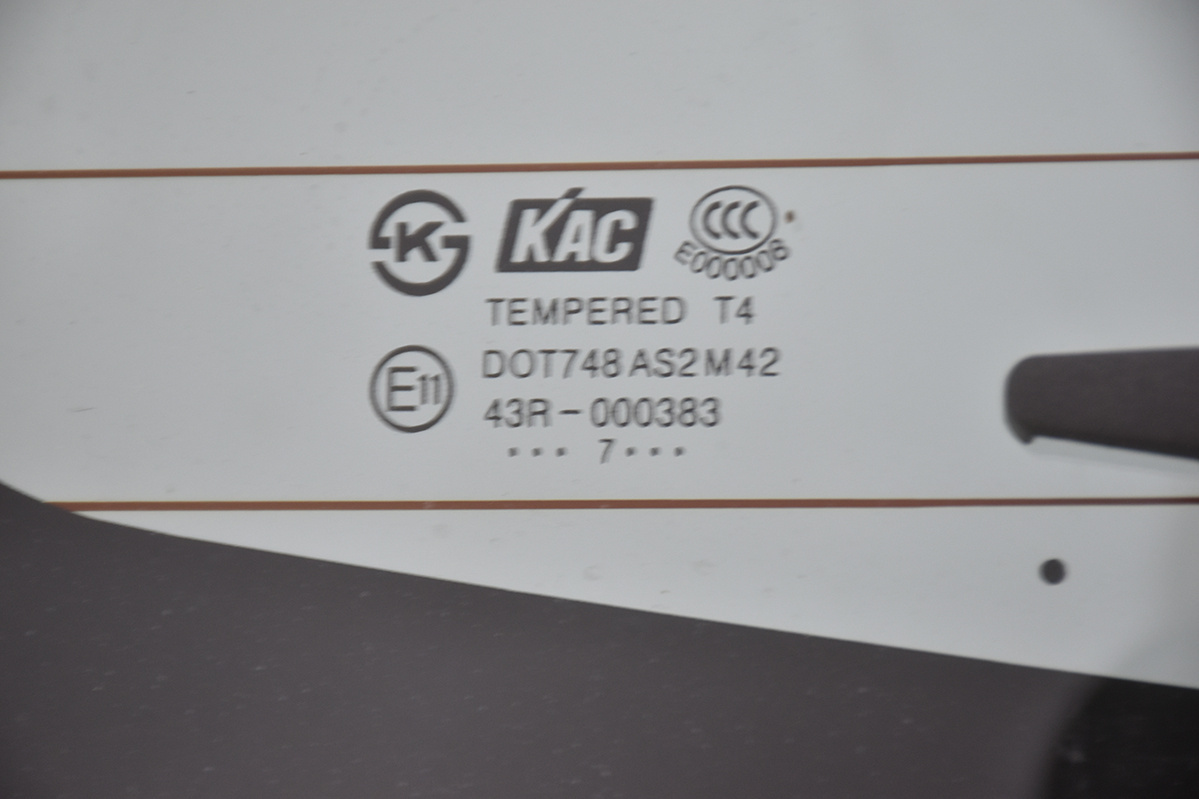 K KAC CCC
E000006
TEMPERED T4
E11 DOT748 AS2 M42
43R-000383
••• 7•••